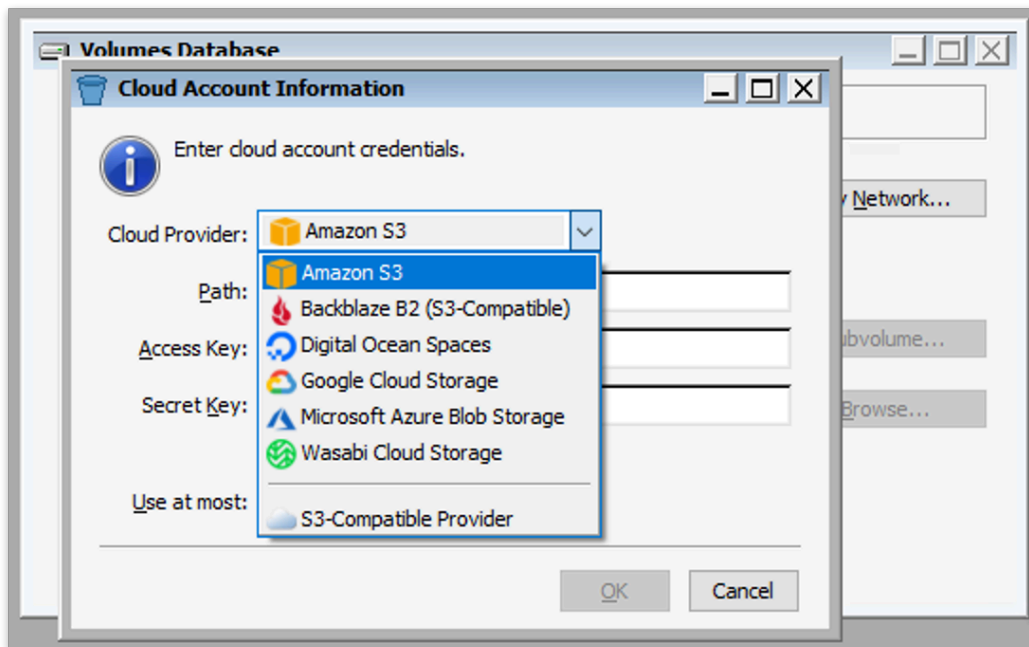 Volumes Database
Cloud Account Information
Enter cloud account credentials.
Cloud Provider: Amazon S3
Amazon S3
Path:
Backblaze B2 (S3-Compatible)
Access Key:
Digital Ocean Spaces
Google Cloud Storage
Secret Key:
Microsoft Azure Blob Storage
Wasabi Cloud Storage
Use at most:
S3-Compatible Provider
OK
Cancel
Network...
Browse...